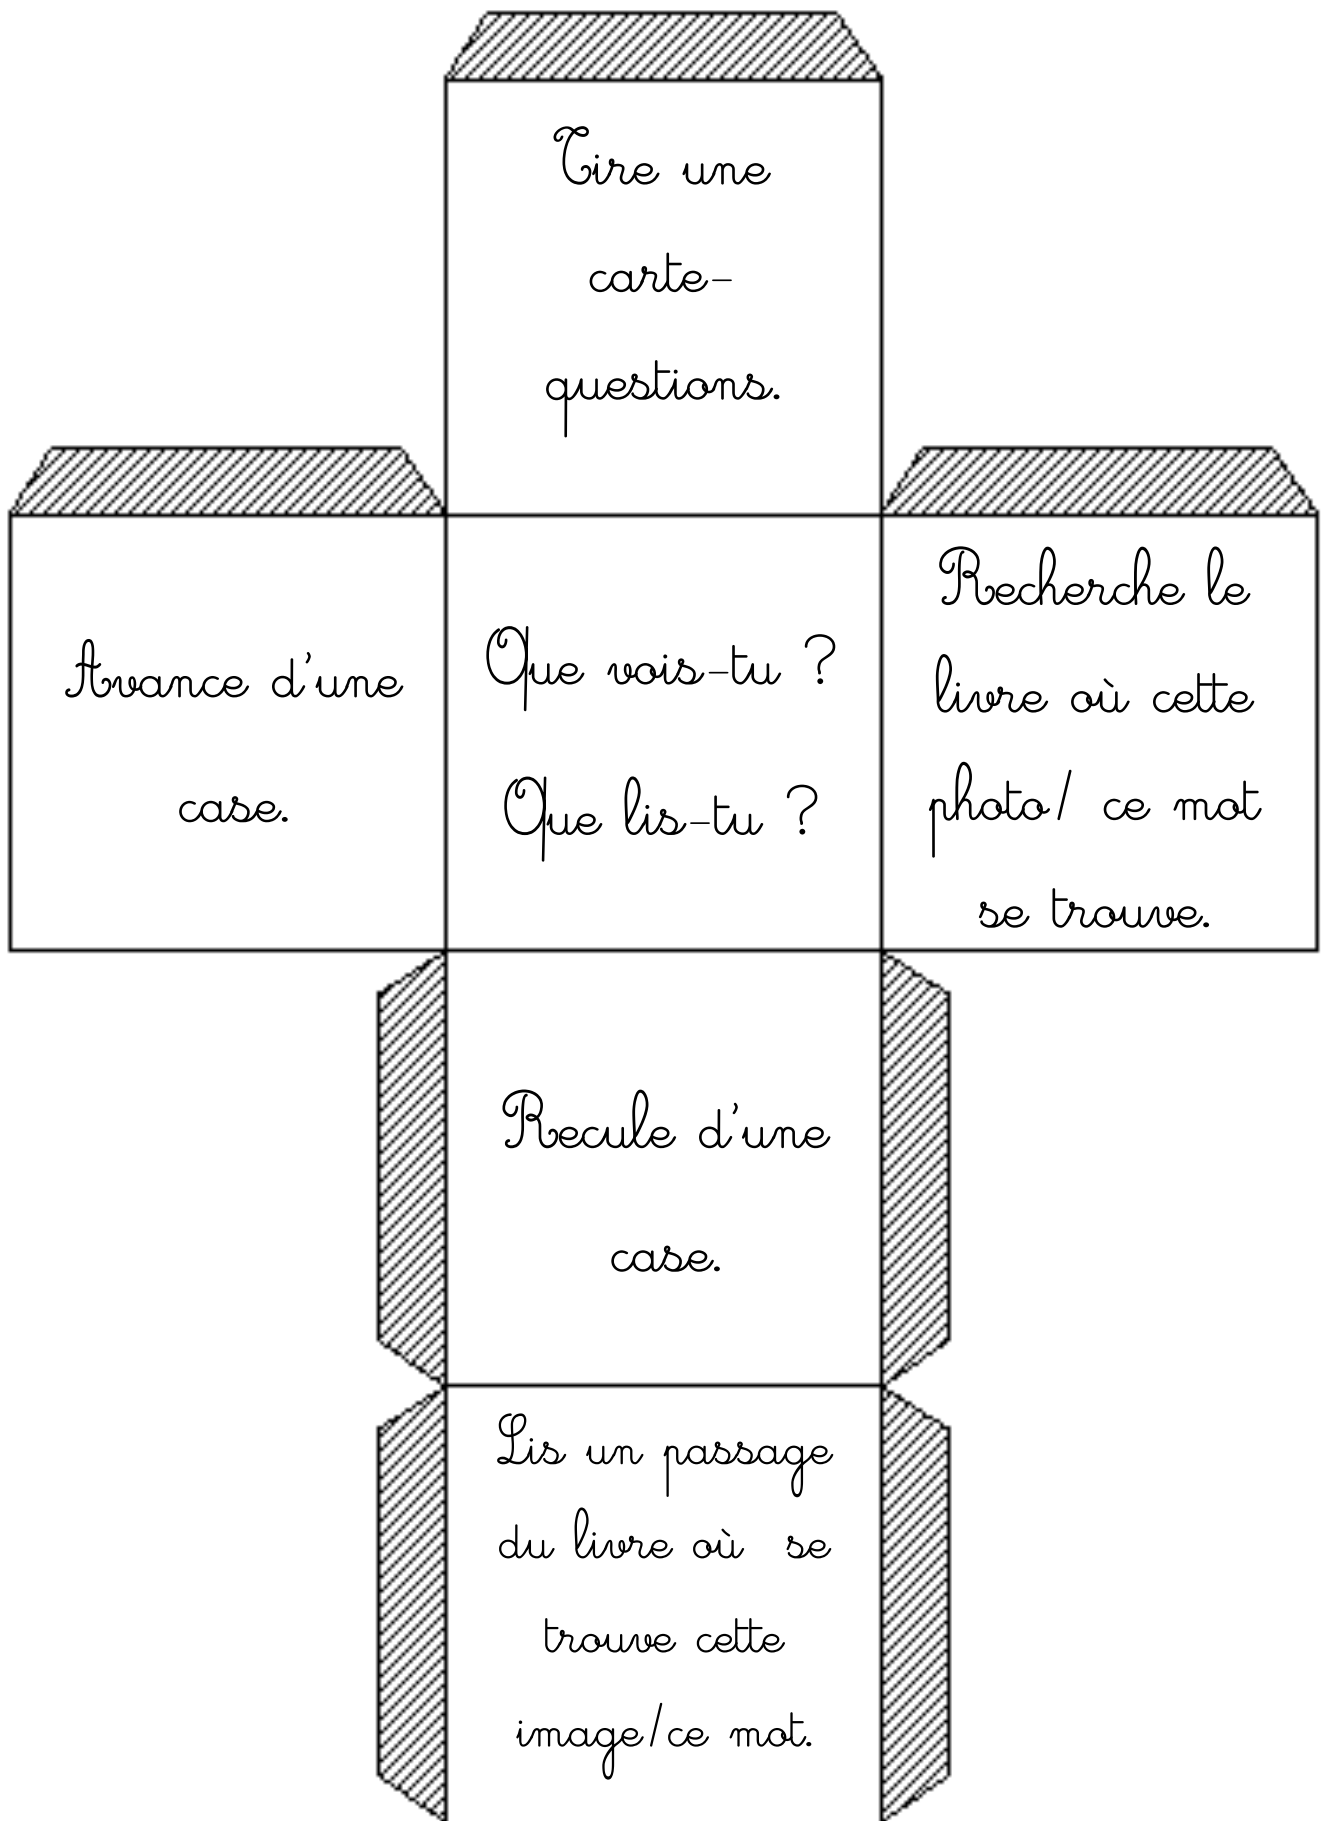 Tire une
carte-
questions.
Avance d'une
case.
Que vois-tu ?
Que lis-tu ?
Recherche le
livre où cette
photo/ ce mot
se trouve.
Recule d'une
case.
Lis un passage
du livre où se
trouve cette
image/ce mot.